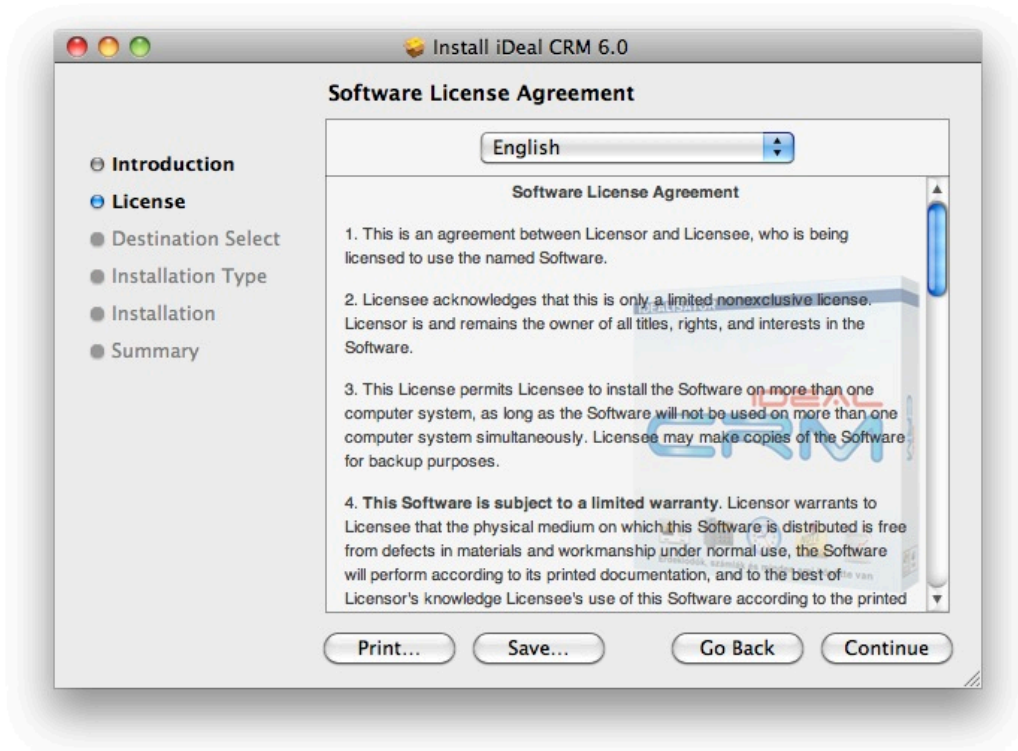 Install iDeal CRM 6.0
Software License Agreement
Introduction
License
Destination Select
Installation Type
Installation
Summary
English
Software License Agreement
1. This is an agreement between Licensor and Licensee, who is being
licensed to use the named Software.
2. Licensee acknowledges that this is only a limited nonexclusive license.
Licensor is and remains the owner of all titles, rights, and interests in the
Software.
3. This License permits Licensee to install the Software on more than one
computer system, as long as the Software will not be used on more than one
computer system simultaneously. Licensee may make copies of the Software
for backup purposes.
4. This Software is subject to a limited warranty. Licensor warrants to
Licensee that the physical medium on which this Software is distributed is free
from defects in materials and workmanship under normal use, the Software
will perform according to its printed documentation, and to the best of
Licensor's knowledge Licensee's use of this Software according to the printed
IDEALISATOR
iDEAL
CRM
Print...
Save...
Go Back
Continue